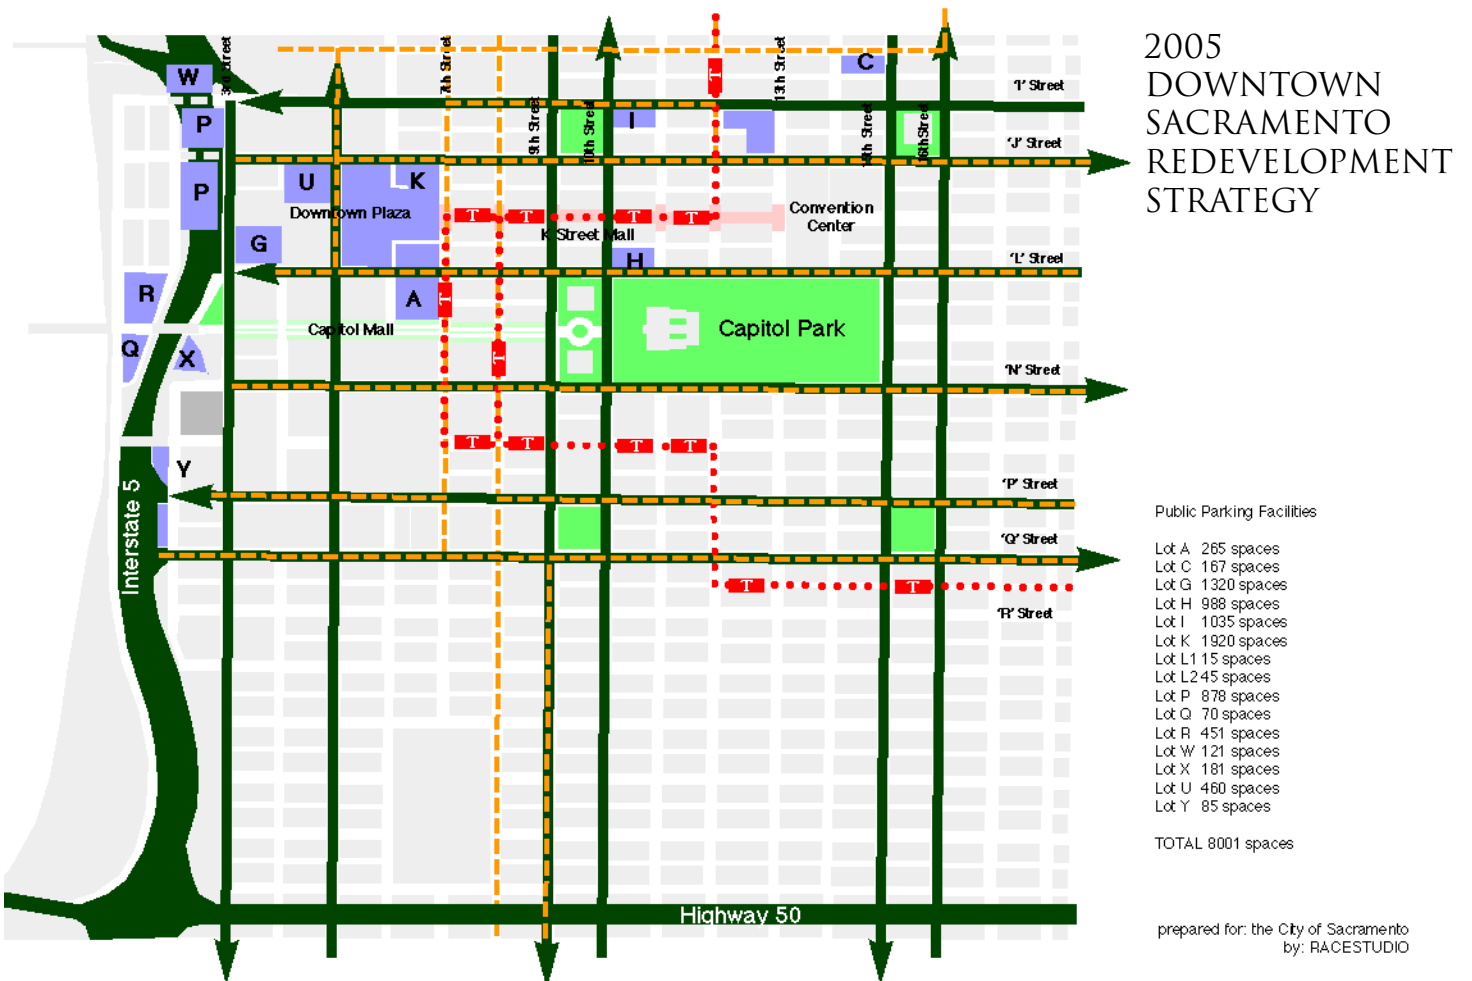 2005
DOWNTOWN
SACRAMENTO
REDEVELOPMENT
STRATEGY
3rd Street
7th Street
9th Street
10th Street
13th Street
16th Street
'I' Street
'J' Street
'L' Street
'N' Street
'P' Street
'Q' Street
'R' Street
W
P
P
U
K
G
R
A
Q
X
Y
I
H
C
T
T
T
T
T
T
T
T
T
T
T
T
T
Downtown Plaza
K Street Mall
Convention
Center
Capitol Mall
Capitol Park
Interstate 5
Highway 50
Public Parking Facilities
Lot A 265 spaces
Lot C 167 spaces
Lot G 1320 spaces
Lot H 988 spaces
Lot I 1035 spaces
Lot K 1920 spaces
Lot L1 15 spaces
Lot L2 45 spaces
Lot P 878 spaces
Lot Q 70 spaces
Lot R 451 spaces
Lot W 121 spaces
Lot X 181 spaces
Lot U 460 spaces
Lot Y 85 spaces
TOTAL 8001 spaces
prepared for: the City of Sacramento
by: RACESTUDIO